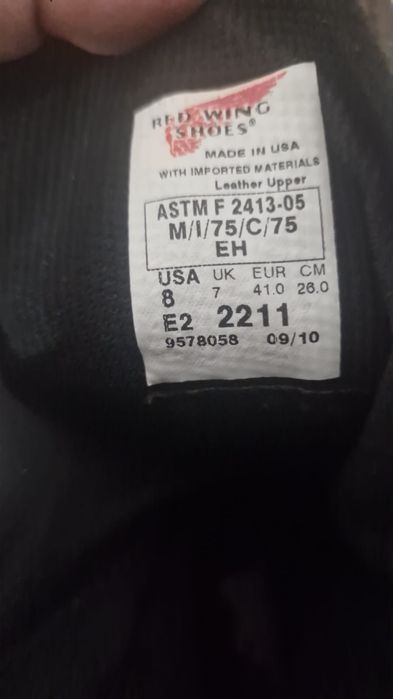 RED WING
SHOES®
MADE IN USA
WITH IMPORTED MATERIALS
Leather Upper
ASTM F 2413-05
M/I/75/C/75
EH
USA UK EUR CM
8 7 41.0 26.0
E2 2211
9578058 09/10